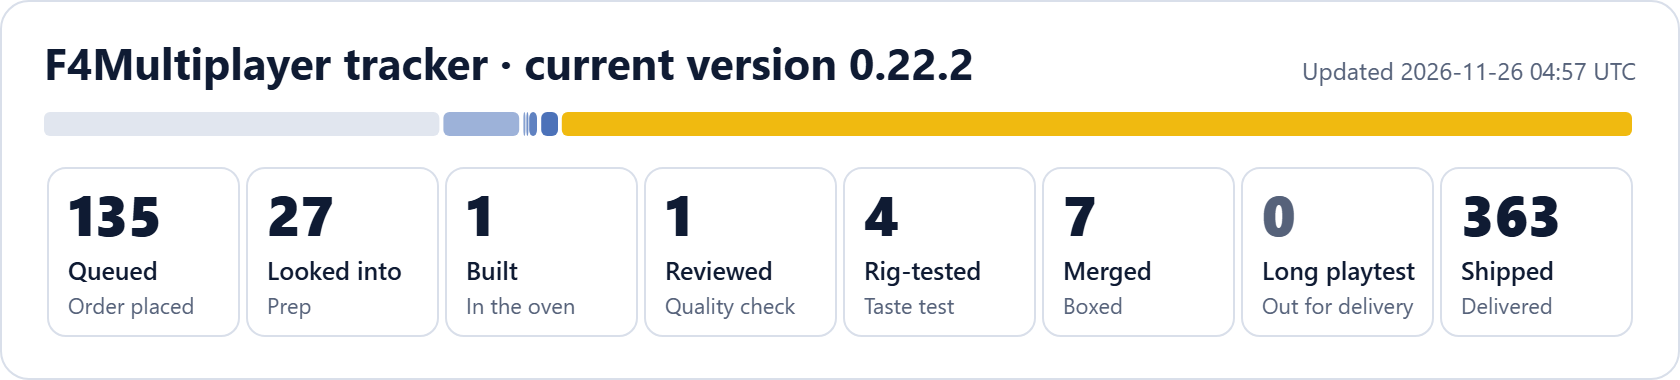 F4Multiplayer tracker · current version 0.22.2
Updated 2026-11-26 04:57 UTC
135
Queued
Order placed
27
Looked into
Prep
1
Built
In the oven
1
Reviewed
Quality check
4
Rig-tested
Taste test
7
Merged
Boxed
0
Long playtest
Out for delivery
363
Shipped
Delivered